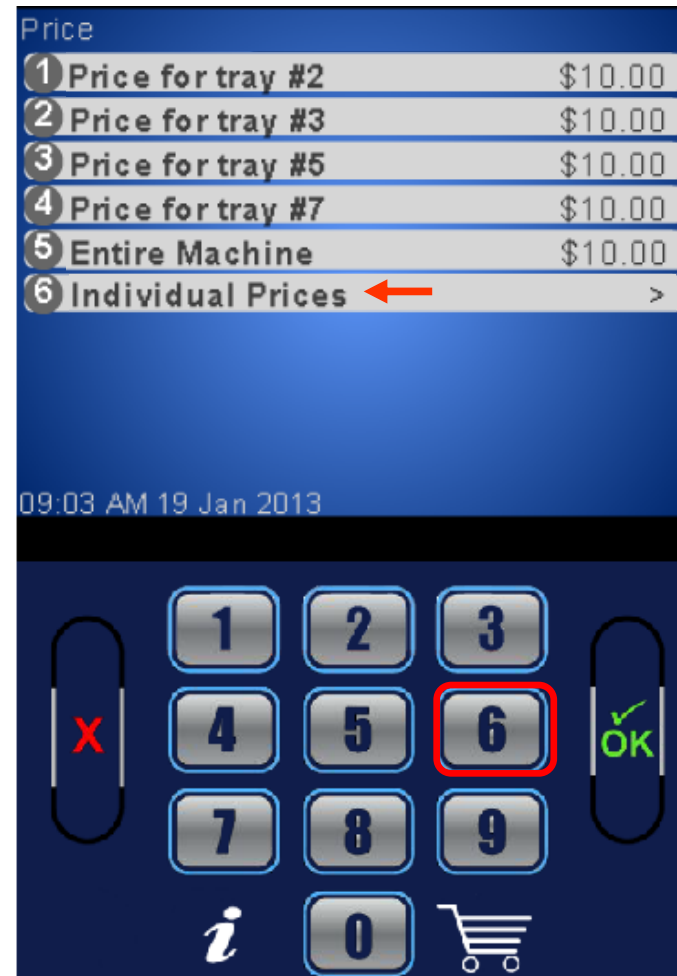 Price
1 Price for tray #2 $10.00
2 Price for tray #3 $10.00
3 Price for tray #5 $10.00
4 Price for tray #7 $10.00
5 Entire Machine $10.00
6 Individual Prices >
09:03 AM 19 Jan 2013
1 2 3
X 4 5 6 OK
7 8 9
i 0